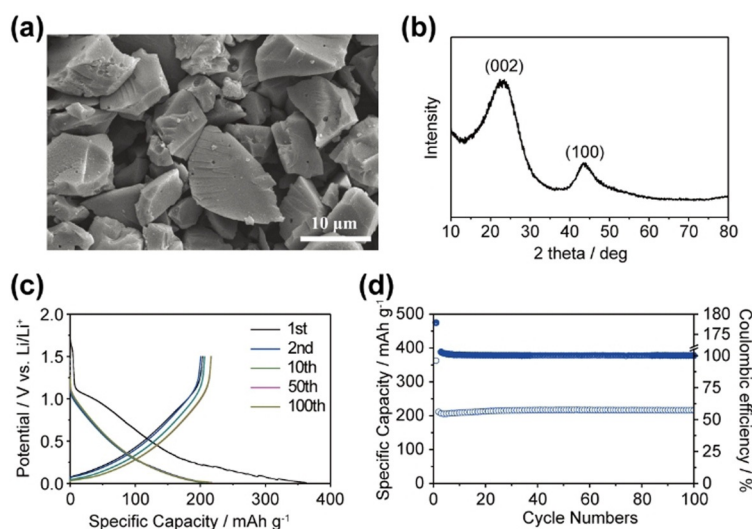 (a)
10 μm
(b)
(002)
(100)
Intensity
10 20 30 40 50 60 70 80
2 theta / deg
(c)
2.0
1.5
1.0
0.5
0.0
Potential / V vs. Li/Li⁺
1st
2nd
10th
50th
100th
0 100 200 300 400
Specific Capacity / mAh g⁻¹
(d)
500
400
300
200
100
0
Specific Capacity / mAh g⁻¹
180
175
100
75
50
25
0
Coulombic efficiency / %
0 20 40 60 80 100
Cycle Numbers